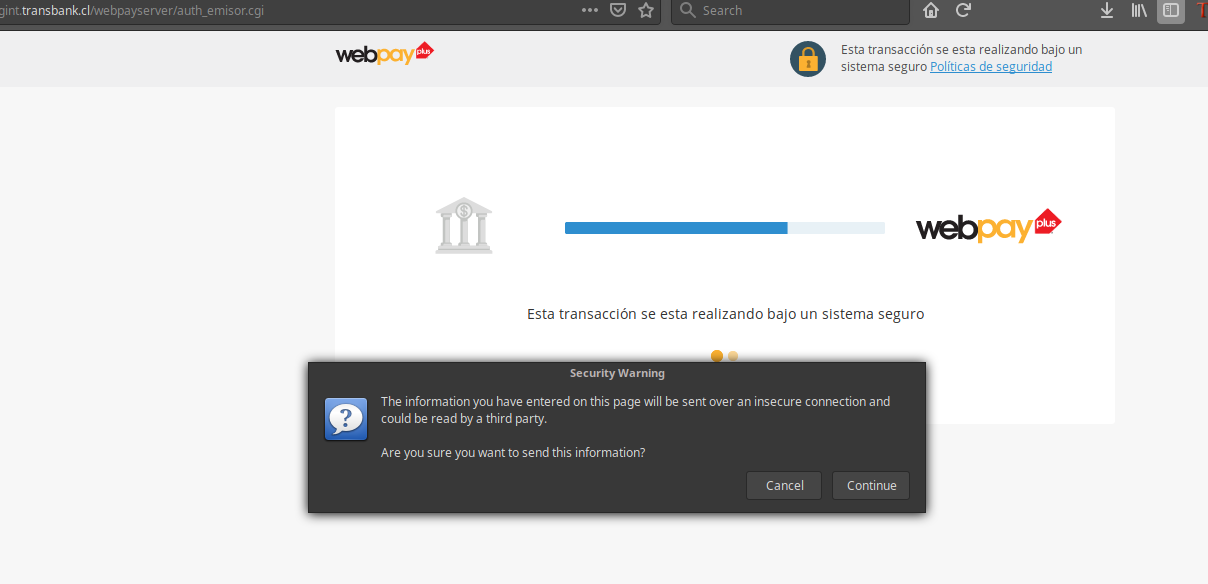 gint.transbank.cl/webpayserver/auth_emisor.cgi
Search
webpay plus
Esta transacción se esta realizando bajo un
sistema seguro Políticas de seguridad
$
webpay plus
Esta transacción se esta realizando bajo un sistema seguro
Security Warning
?
The information you have entered on this page will be sent over an insecure connection and
could be read by a third party.
Are you sure you want to send this information?
Cancel
Continue